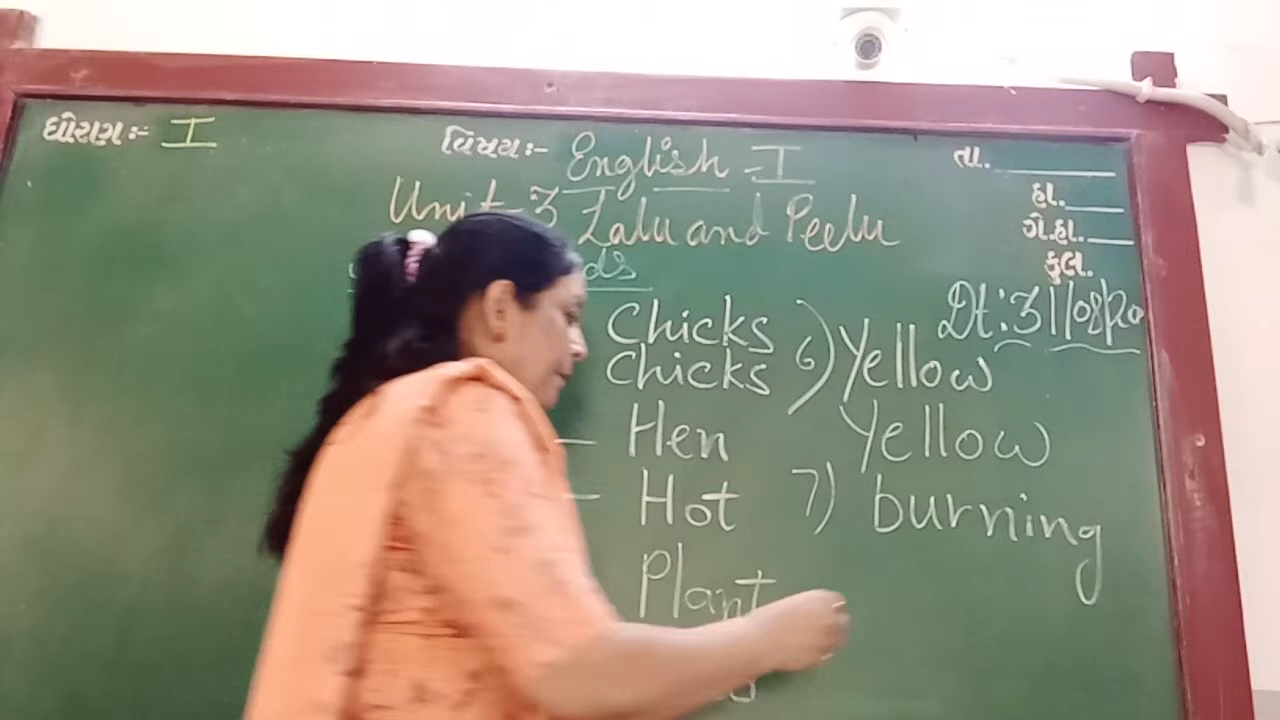 ધોરણઃ- I
વિષયઃ- English - I
તા.
Unit-3 Lalu and Peelu
હા.
ગે.હા.
કુલ.
Dt:31/08/20
Chicks
Chicks
6) Yellow
– Hen
Yellow
– Hot
7) burning
Plant